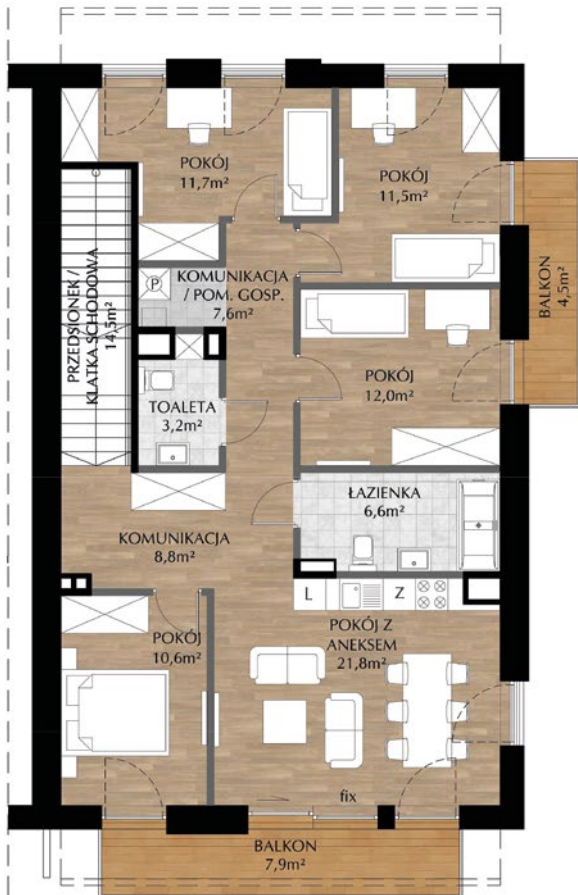 POKÓJ
11,7m²
POKÓJ
11,5m²
BALKON
4,5m²
PRZEDSIONEK /
KLATKA SCHODOWA
14,5m²
P
KOMUNIKACJA
/ POM. GOSP.
7,6m²
POKÓJ
12,0m²
TOALETA
3,2m²
ŁAZIENKA
6,6m²
KOMUNIKACJA
8,8m²
L
Z
POKÓJ
10,6m²
POKÓJ Z
ANEKSEM
21,8m²
fix
BALKON
7,9m²